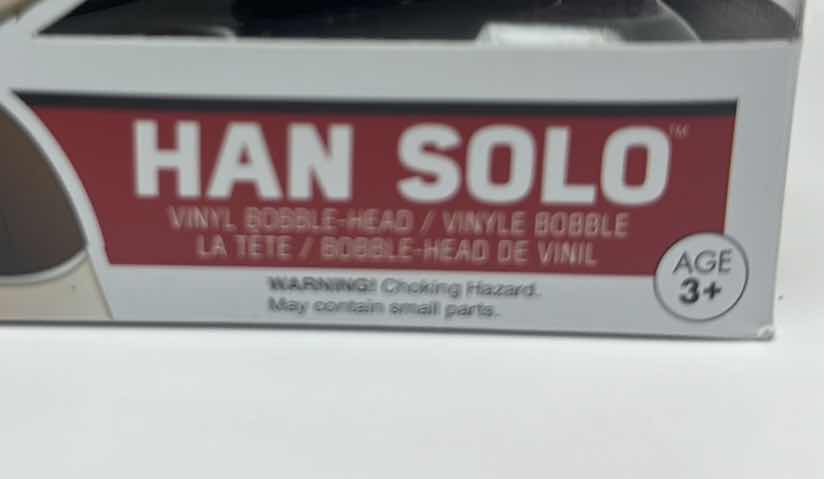 HAN SOLO™
VINYL BOBBLE-HEAD / VINYLE BOBBLE
LA TÊTE / BOBBLE-HEAD DE VINIL
WARNING! Choking Hazard.
May contain small parts.
AGE
3+